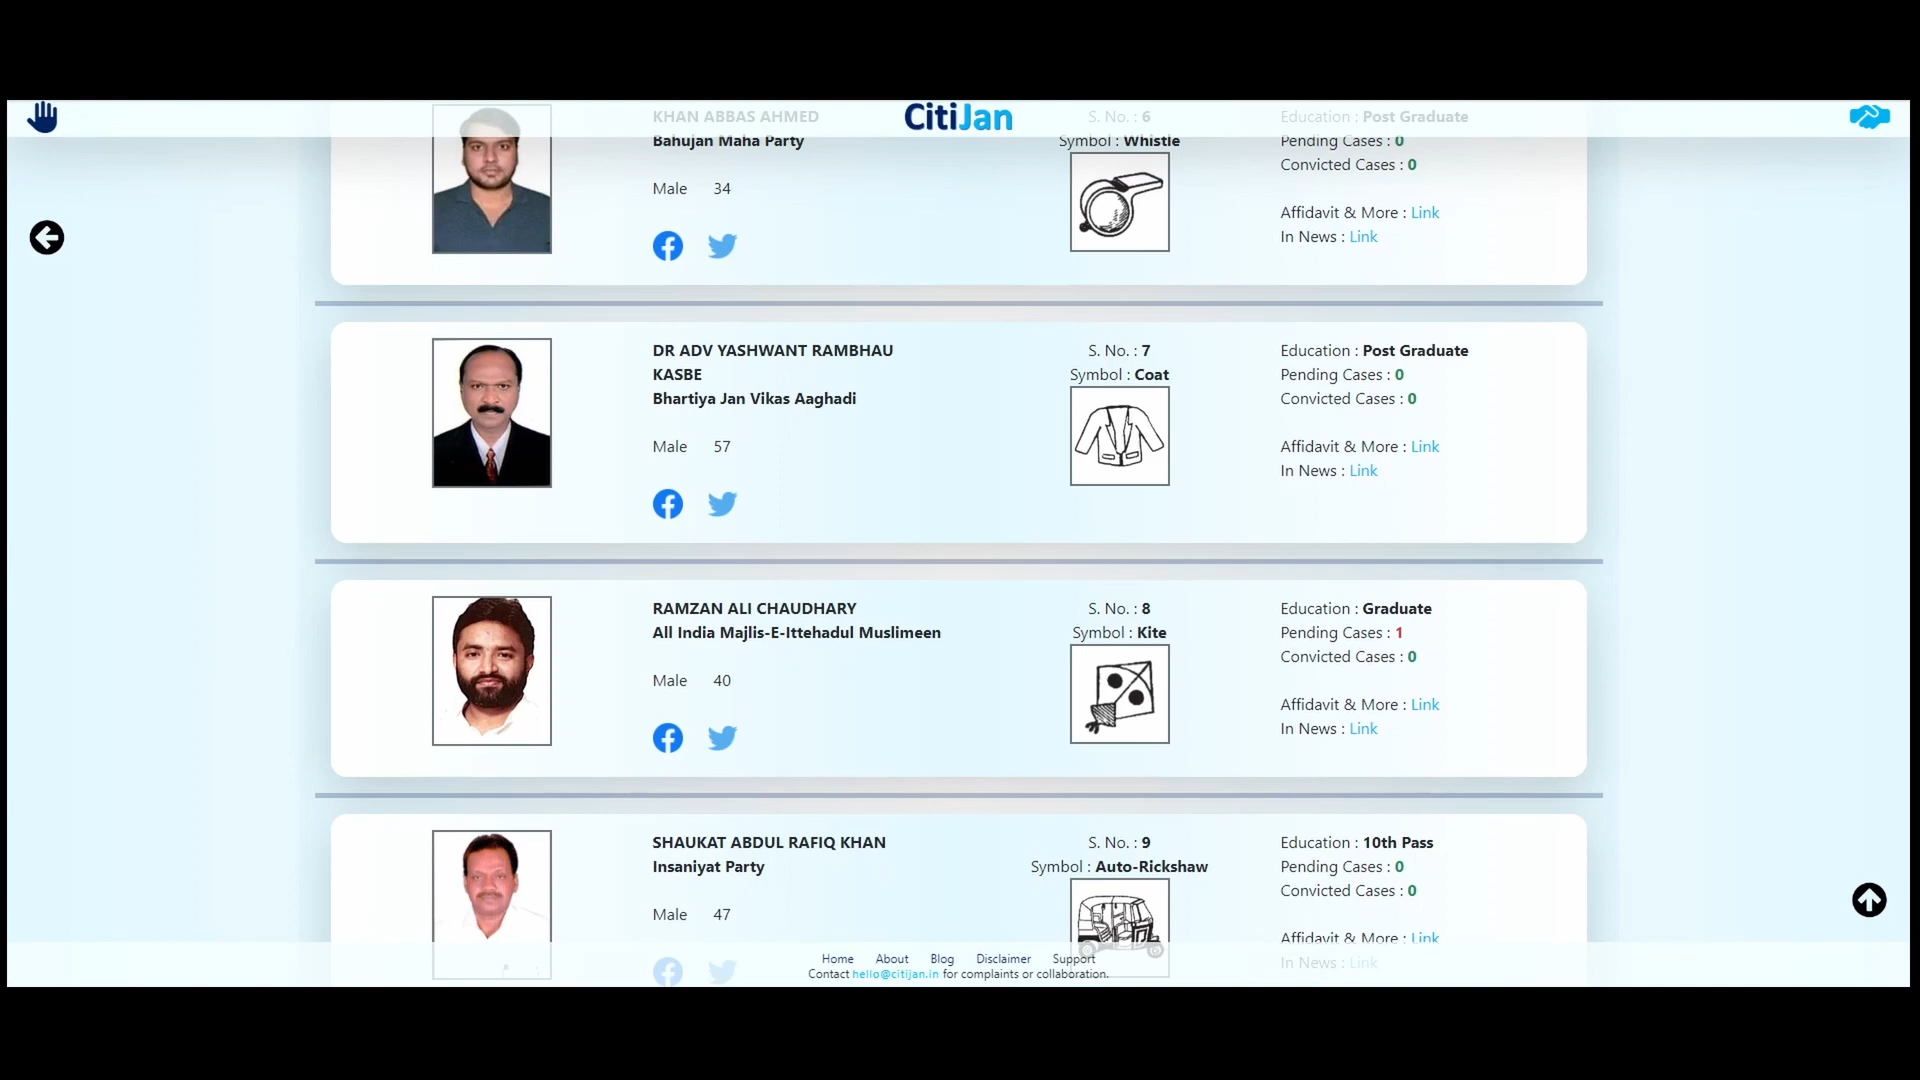 CitiJan
KHAN ABBAS AHMED
Bahujan Maha Party
Male 34
S. No. : 6
Symbol : Whistle
Education : Post Graduate
Pending Cases : 0
Convicted Cases : 0
Affidavit & More : Link
In News : Link
DR ADV YASHWANT RAMBHAU
KASBE
Bhartiya Jan Vikas Aaghadi
Male 57
S. No. : 7
Symbol : Coat
Education : Post Graduate
Pending Cases : 0
Convicted Cases : 0
Affidavit & More : Link
In News : Link
RAMZAN ALI CHAUDHARY
All India Majlis-E-Ittehadul Muslimeen
Male 40
S. No. : 8
Symbol : Kite
Education : Graduate
Pending Cases : 1
Convicted Cases : 0
Affidavit & More : Link
In News : Link
SHAUKAT ABDUL RAFIQ KHAN
Insaniyat Party
Male 47
S. No. : 9
Symbol : Auto-Rickshaw
Education : 10th Pass
Pending Cases : 0
Convicted Cases : 0
Affidavit & More : Link
In News : Link
Home About Blog Disclaimer Support
Contact hello@citijan.in for complaints or collaboration.